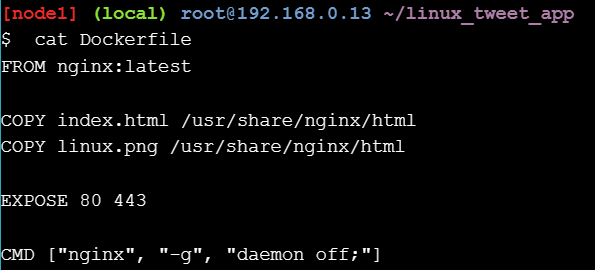 [node1] (local) root@192.168.0.13 ~/linux_tweet_app
$ cat Dockerfile
FROM nginx:latest
COPY index.html /usr/share/nginx/html
COPY linux.png /usr/share/nginx/html
EXPOSE 80 443
CMD ["nginx", "-g", "daemon off;"]